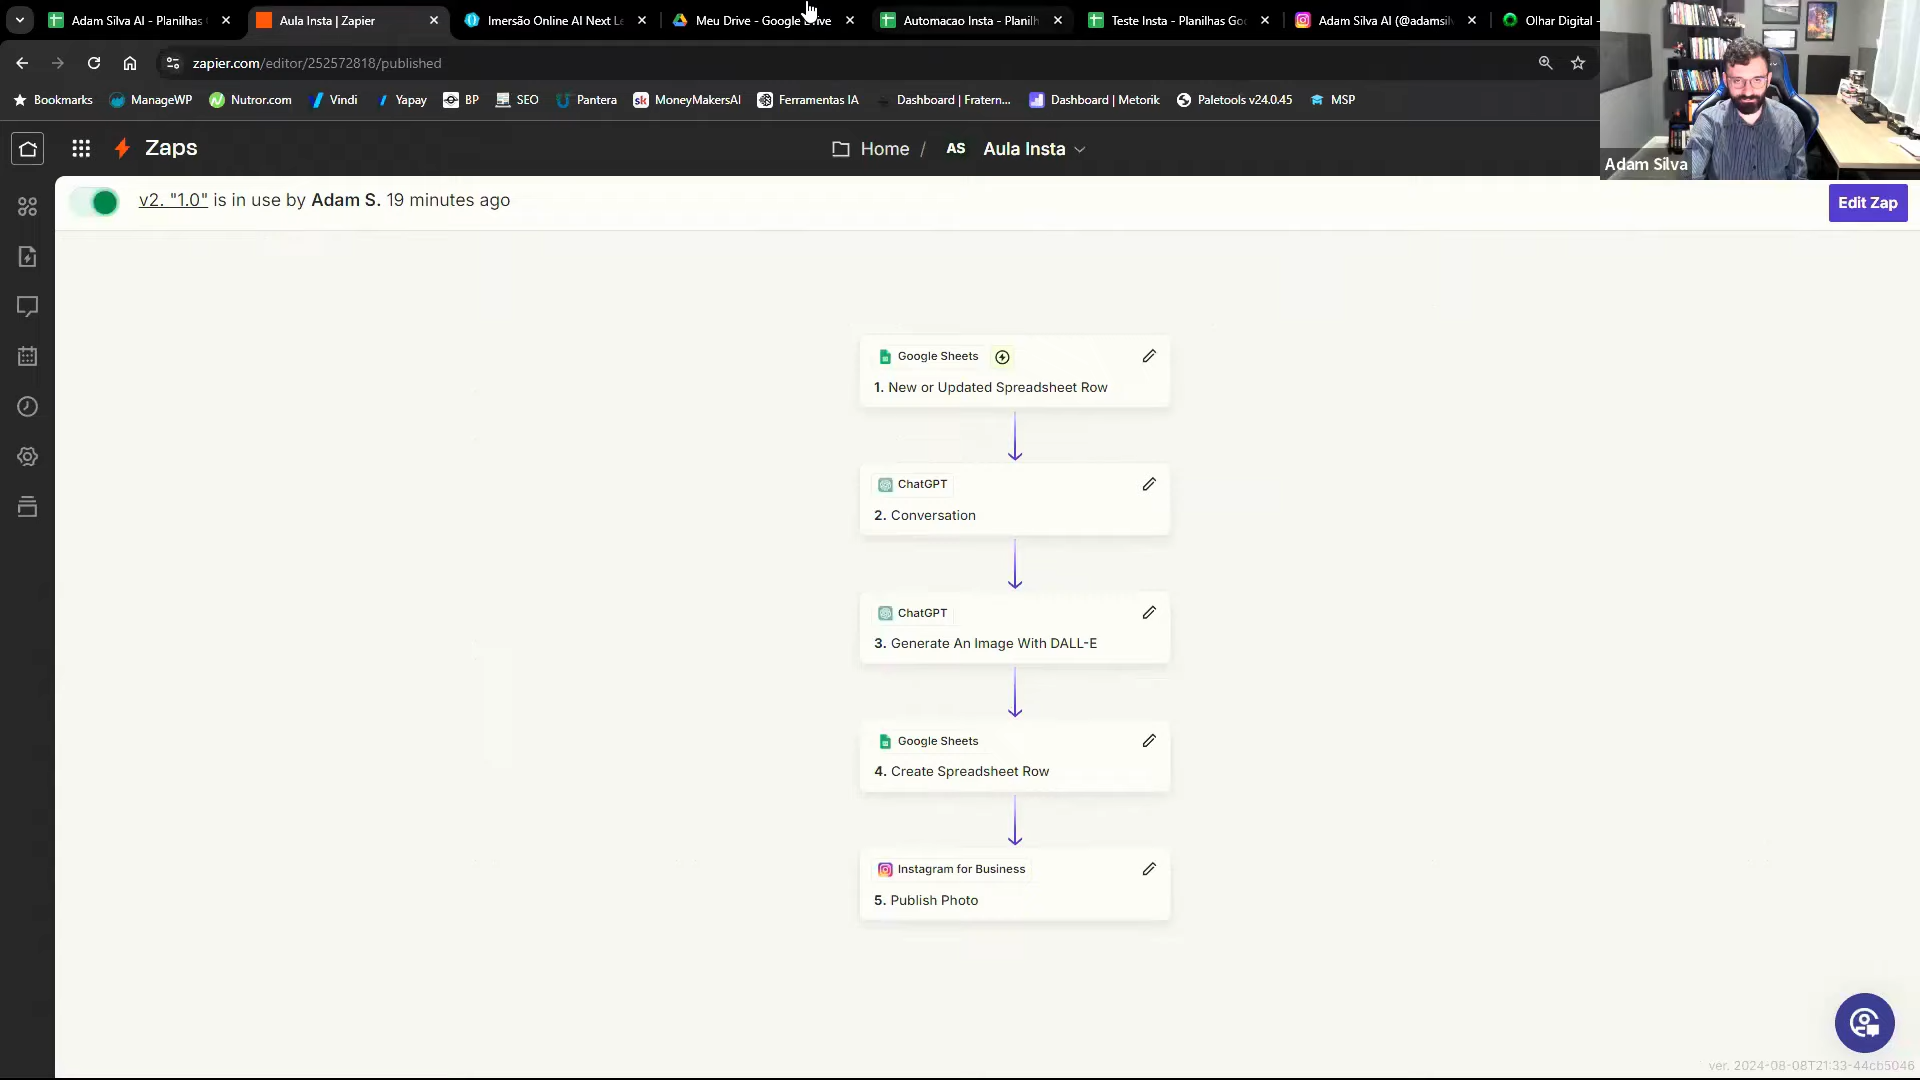 Adam Silva AI - Planilhas
Aula Insta | Zapier
Imersão Online AI Next Le
Meu Drive - Google Drive
Automacao Insta - Planilh
Teste Insta - Planilhas Goo
Adam Silva AI (@adamsil
Olhar Digital -
zapier.com/editor/252572818/published
Bookmarks
ManageWP
Nutror.com
Vindi
Yapay
BP
SEO
Pantera
MoneyMakersAI
Ferramentas IA
Dashboard | Fratern...
Dashboard | Metorik
Paletools v24.0.45
MSP
Zaps
Home / AS Aula Insta
Adam Silva
v2. "1.0" is in use by Adam S. 19 minutes ago
Edit Zap
Google Sheets
1. New or Updated Spreadsheet Row
ChatGPT
2. Conversation
ChatGPT
3. Generate An Image With DALL-E
Google Sheets
4. Create Spreadsheet Row
Instagram for Business
5. Publish Photo
ver. 2024-08-08T21:33-44cb5046